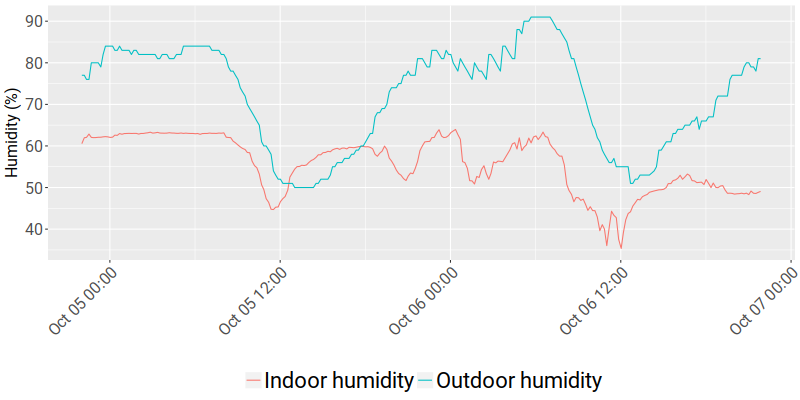 Humidity (%)
90
80
70
60
50
40
Oct 05 00:00
Oct 05 12:00
Oct 06 00:00
Oct 06 12:00
Oct 07 00:00
Indoor humidity
Outdoor humidity